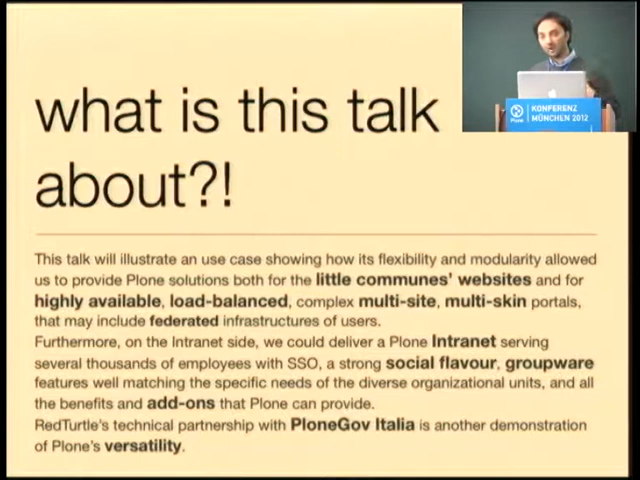 what is this talk
about?!
This talk will illustrate an use case showing how its flexibility and modularity allowed
us to provide Plone solutions both for the little communes' websites and for
highly available, load-balanced, complex multi-site, multi-skin portals,
that may include federated infrastructures of users.
Furthermore, on the Intranet side, we could deliver a Plone Intranet serving
several thousands of employees with SSO, a strong social flavour, groupware
features well matching the specific needs of the diverse organizational units, and all
the benefits and add-ons that Plone can provide.
RedTurtle's technical partnership with PloneGov Italia is another demonstration
of Plone's versatility.
Plone
KONFERENZ
MÜNCHEN 2012